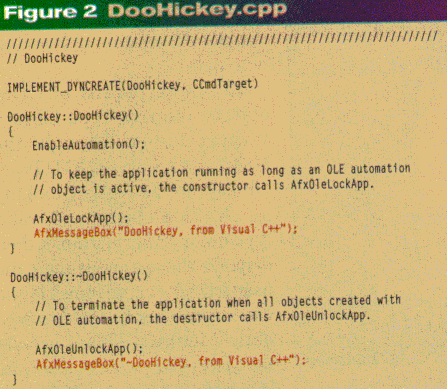 Figure 2 DooHickey.cpp
/////////////////////////////////////////////////////////////////////////////
// DooHickey
IMPLEMENT_DYNCREATE(DooHickey, CCmdTarget)
DooHickey::DooHickey()
{
EnableAutomation();
// To keep the application running as long as an OLE automation
// object is active, the constructor calls AfxOleLockApp.
AfxOleLockApp();
AfxMessageBox("DooHickey, from Visual C++");
}
DooHickey::~DooHickey()
{
// To terminate the application when all objects created with
// OLE automation, the destructor calls AfxOleUnlockApp.
AfxOleUnlockApp();
AfxMessageBox("~DooHickey, from Visual C++");
}